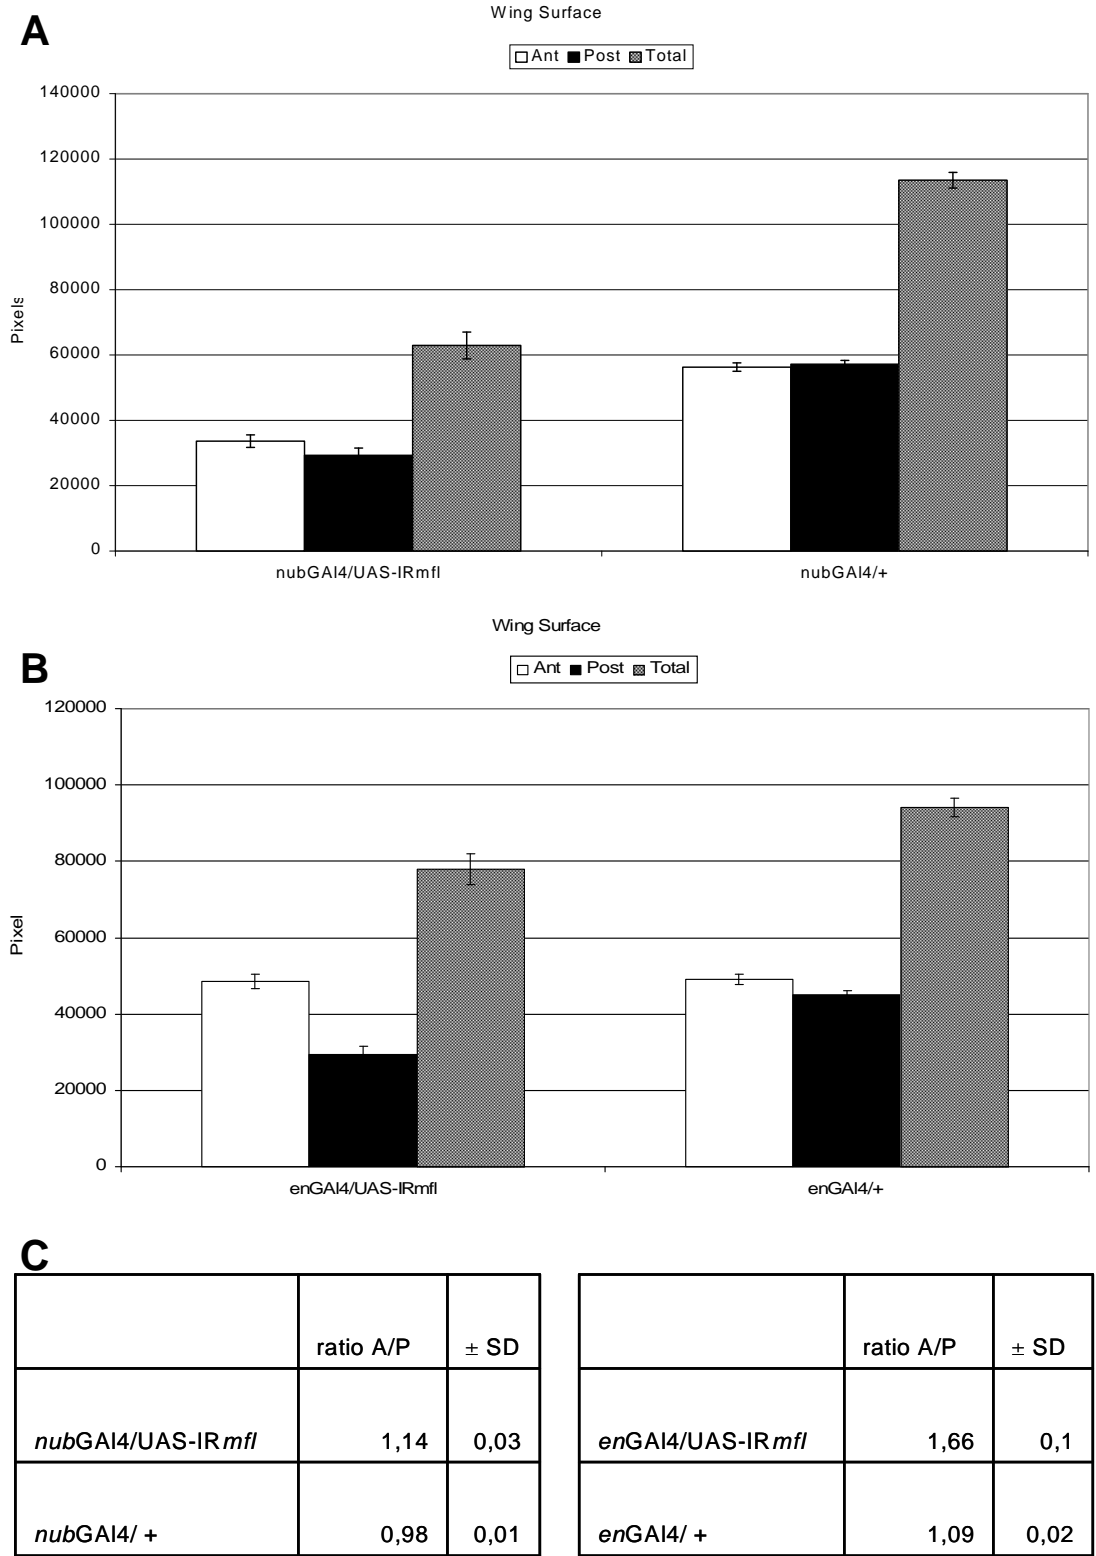 A
Wing Surface
Ant Post Total
140000
120000
100000
80000
60000
40000
20000
0
Pixels
nubGAl4/UAS-IRmfl
nubGAl4/+
Wing Surface
B
Ant Post Total
120000
100000
80000
60000
40000
20000
0
Pixel
enGAl4/UAS-IRmfl
enGAl4/+
C
ratio A/P ± SD
nubGAl4/UAS-IRmfl 1,14 0,03
nubGAl4/ + 0,98 0,01
ratio A/P ± SD
enGAl4/UAS-IRmfl 1,66 0,1
enGAl4/ + 1,09 0,02